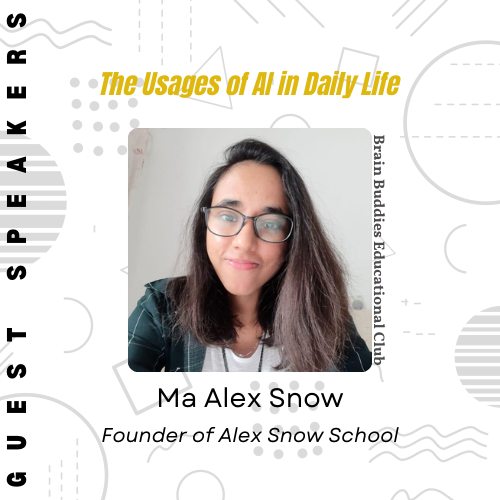 GUEST SPEAKERS
The Usages of AI in Daily Life
Brain Buddies Educational Club
Ma Alex Snow
Founder of Alex Snow School